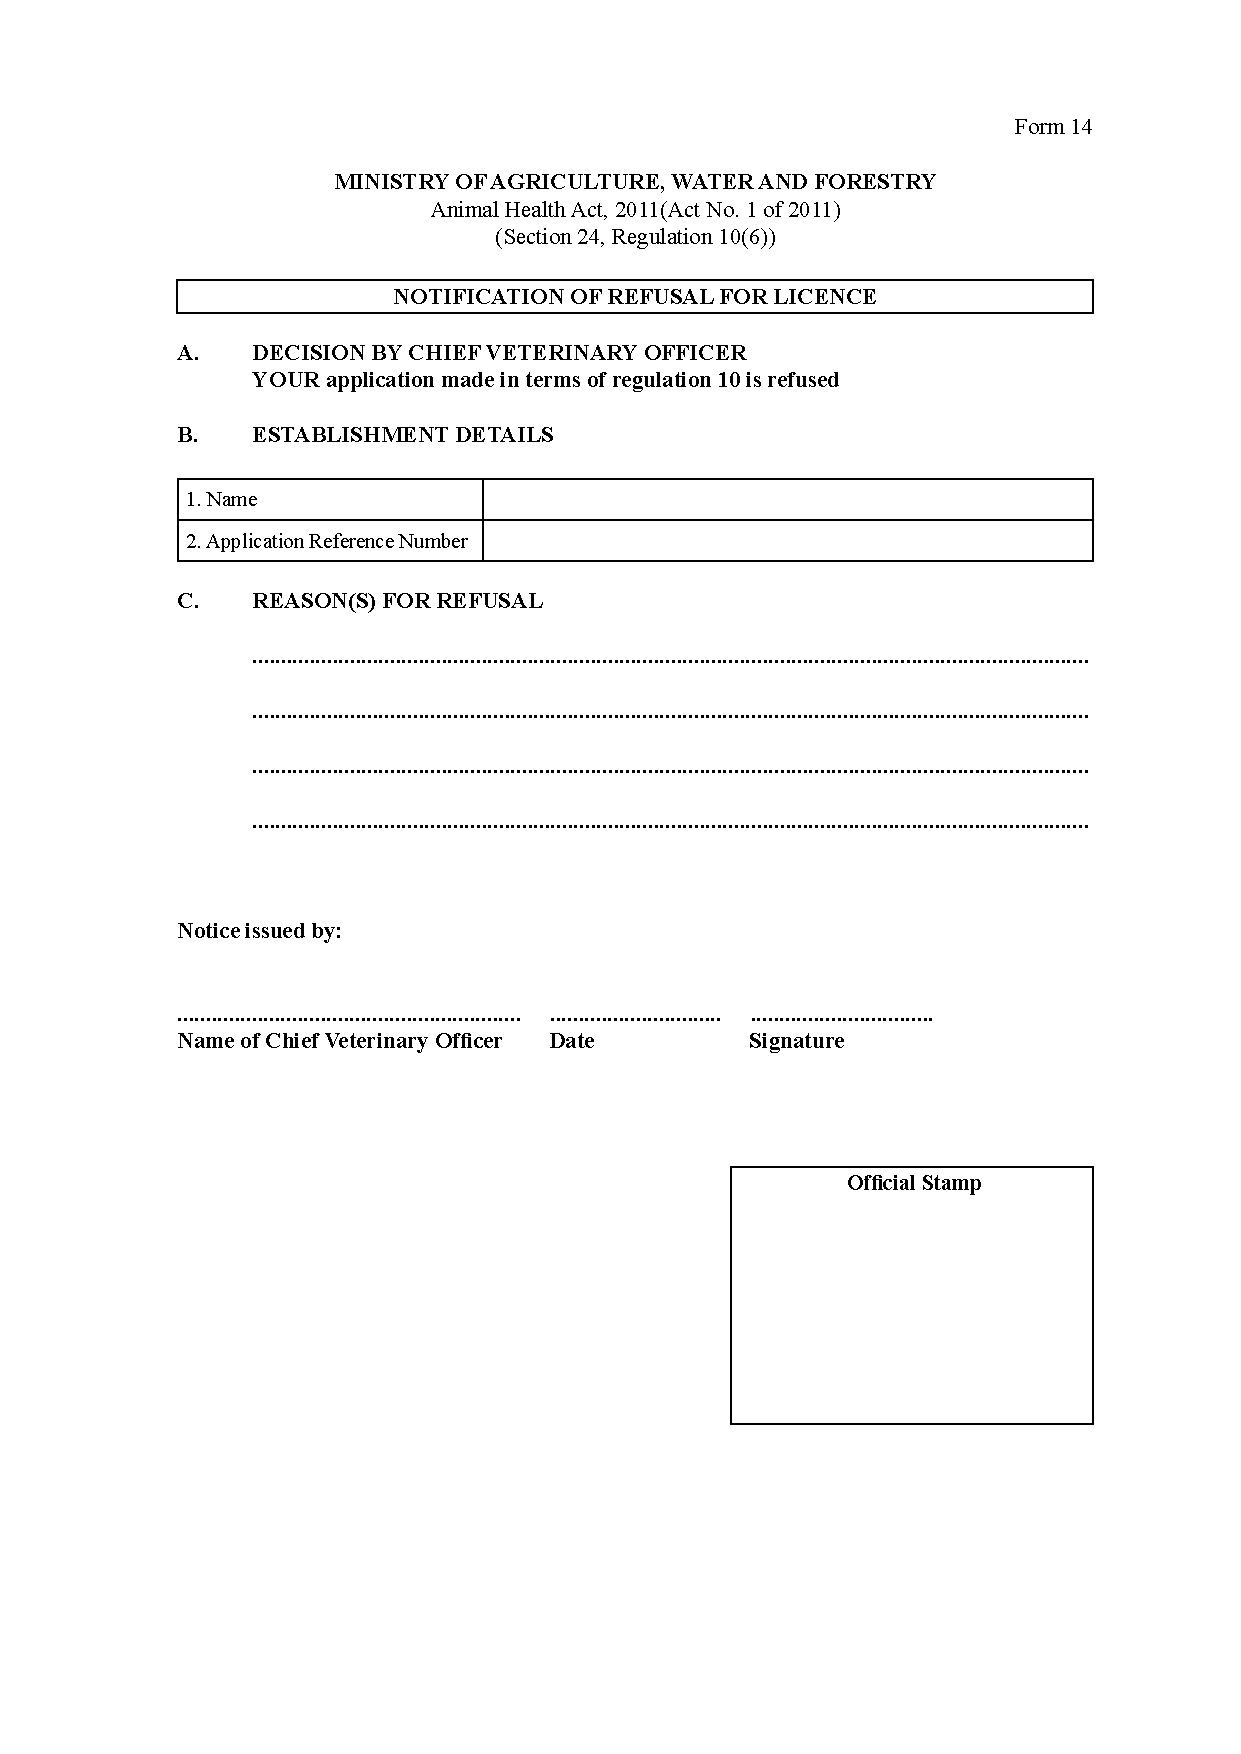 Form 14
MINISTRY OF AGRICULTURE, WATER AND FORESTRY
Animal Health Act, 2011(Act No. 1 of 2011)
(Section 24, Regulation 10(6))
NOTIFICATION OF REFUSAL FOR LICENCE
A. DECISION BY CHIEF VETERINARY OFFICER
YOUR application made in terms of regulation 10 is refused
B. ESTABLISHMENT DETAILS
1. Name
2. Application Reference Number
C. REASON(S) FOR REFUSAL
Notice issued by:
Name of Chief Veterinary Officer Date Signature
Official Stamp